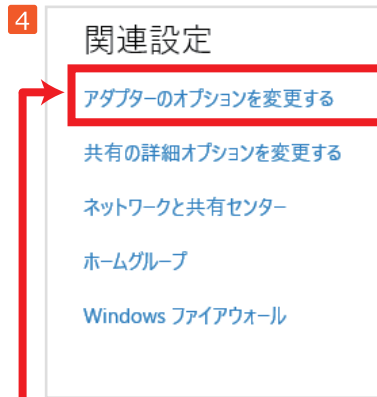 4
関連設定
アダプターのオプションを変更する
共有の詳細オプションを変更する
ネットワークと共有センター
ホームグループ
Windows ファイアウォール